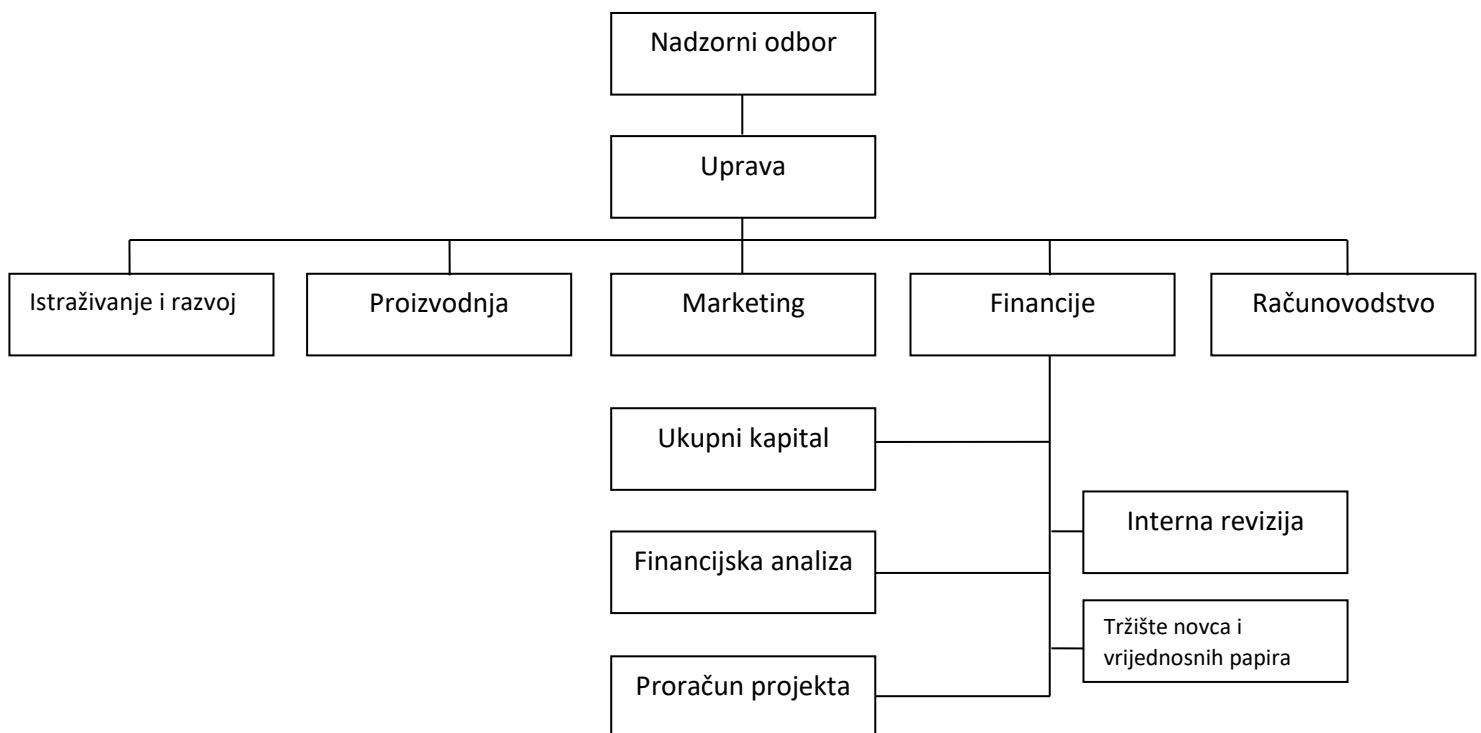 Nadzorni odbor
Uprava
Istraživanje i razvoj
Proizvodnja
Marketing
Financije
Računovodstvo
Ukupni kapital
Interna revizija
Financijska analiza
Tržište novca i
vrijednosnih papira
Proračun projekta